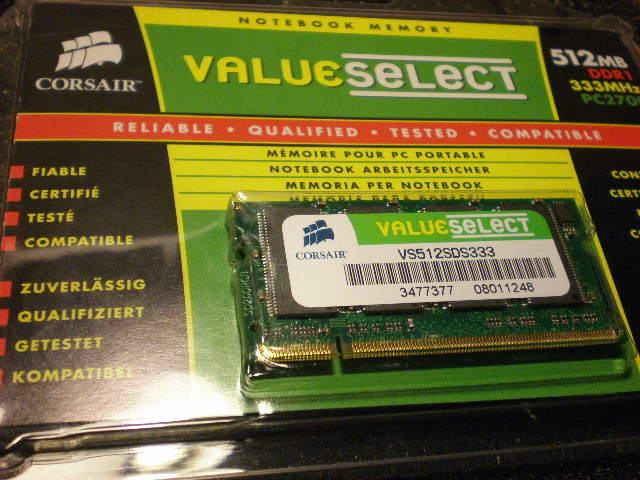 NOTEBOOK MEMORY
CORSAIR
VALUESELECT
512MB
DDR1
333MHz
RELIABLE • QUALIFIED • TESTED • COMPATIBLE
MÉMOIRE POUR PC PORTABLE
NOTEBOOK ARBEITSSPEICHER
MEMORIA PER NOTEBOOK
FIABLE
CERTIFIÉ
TESTÉ
COMPATIBLE
ZUVERLÄSSIG
QUALIFIZIERT
GETESTET
KOMPATIBEL
CORSAIR
VALUESELECT
VS512SDS333
3477377 08011248